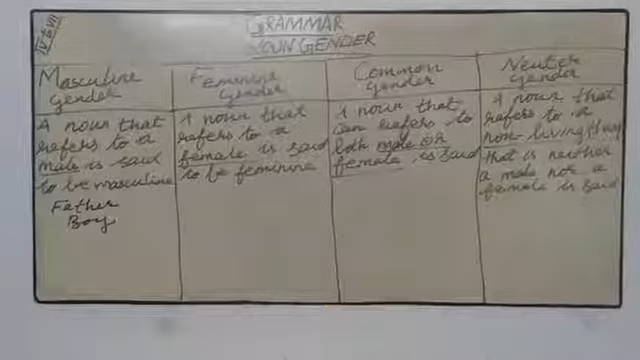 IV to VII
GRAMMAR
NOUN GENDER
Masculine
Gender
A noun that
refers to a
male is said
to be masculine
Father
Boy
Feminine
Gender
A noun that
refers to a
female is said
to be feminine
Common
Gender
A noun that
can refers to
both male or
female is said
Neuter
Gender
A noun that
refers to a
non-living thing
that is neither
a male nor a
female is said